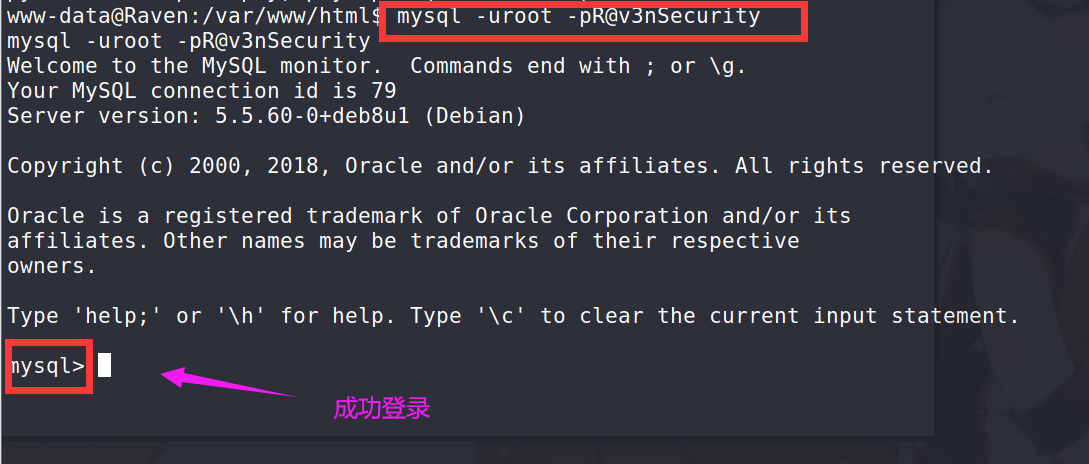 www-data@Raven:/var/www/html$ mysql -uroot -pR@v3nSecurity
mysql -uroot -pR@v3nSecurity
Welcome to the MySQL monitor.  Commands end with ; or \g.
Your MySQL connection id is 79
Server version: 5.5.60-0+deb8u1 (Debian)
Copyright (c) 2000, 2018, Oracle and/or its affiliates. All rights reserved.
Oracle is a registered trademark of Oracle Corporation and/or its
affiliates. Other names may be trademarks of their respective
owners.
Type 'help;' or '\h' for help. Type '\c' to clear the current input statement.
mysql>
成功登录